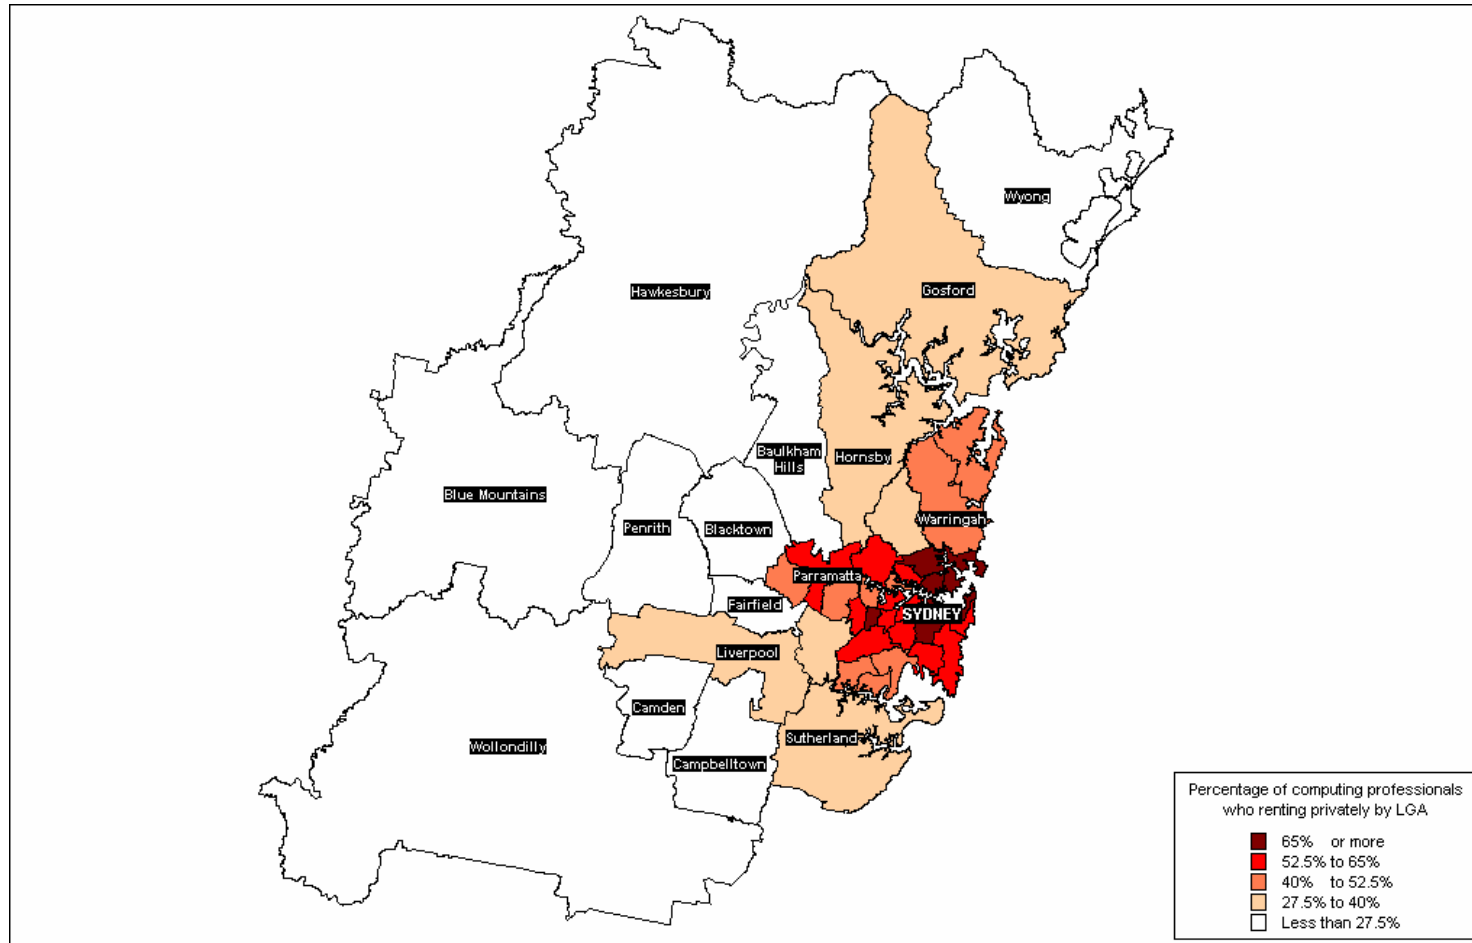 Wyong
Hawkesbury
Gosford
Baulkham
Hills
Hornsby
Blue Mountains
Penrith
Blacktown
Warringah
Parramatta
Fairfield
SYDNEY
Liverpool
Camden
Wollondilly
Sutherland
Campbelltown
Percentage of computing professionals
who renting privately by LGA
65% or more
52.5% to 65%
40% to 52.5%
27.5% to 40%
Less than 27.5%